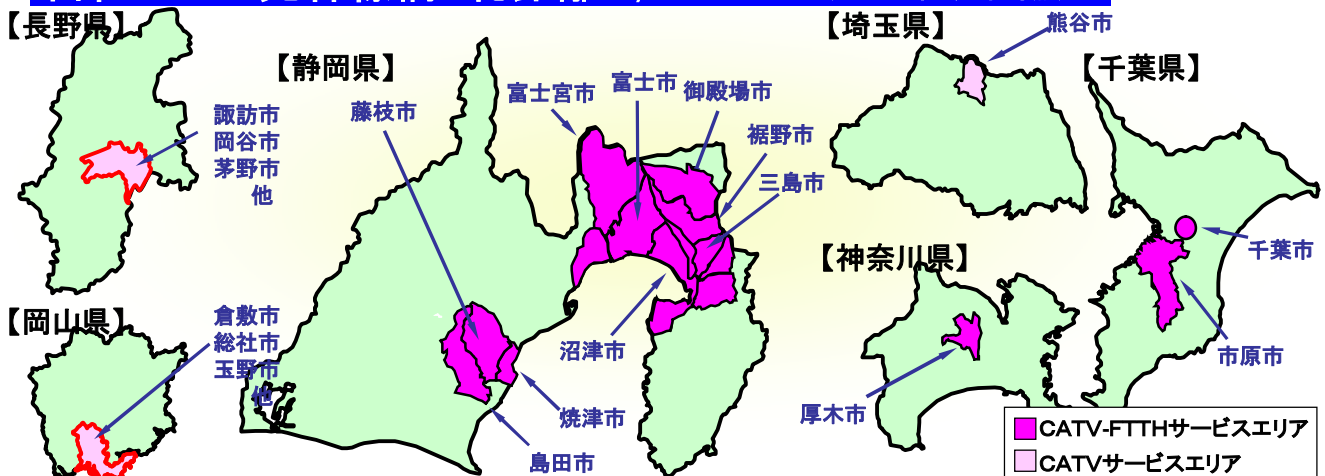 【長野県】
諏訪市
岡谷市
茅野市
他
【静岡県】
藤枝市
富士宮市
富士市
御殿場市
裾野市
三島市
沼津市
焼津市
島田市
【埼玉県】
熊谷市
【千葉県】
千葉市
市原市
【神奈川県】
厚木市
【岡山県】
倉敷市
総社市
玉野市
他
CATV-FTTHサービスエリア
CATVサービスエリア